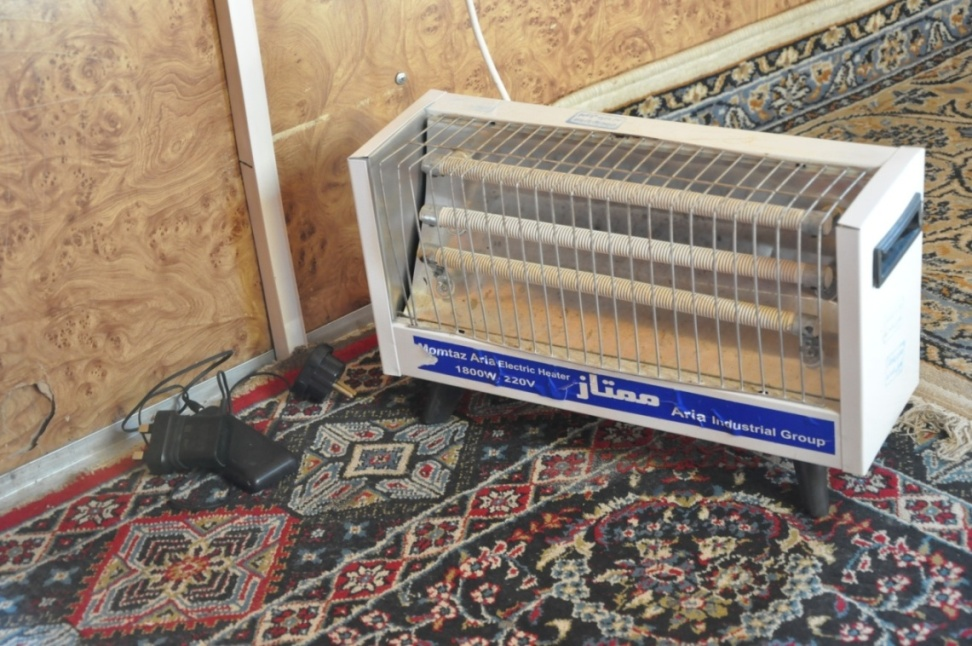 Momtaz Aria Electric Heater
1800W, 220V
ممتاز
Aria Industrial Group